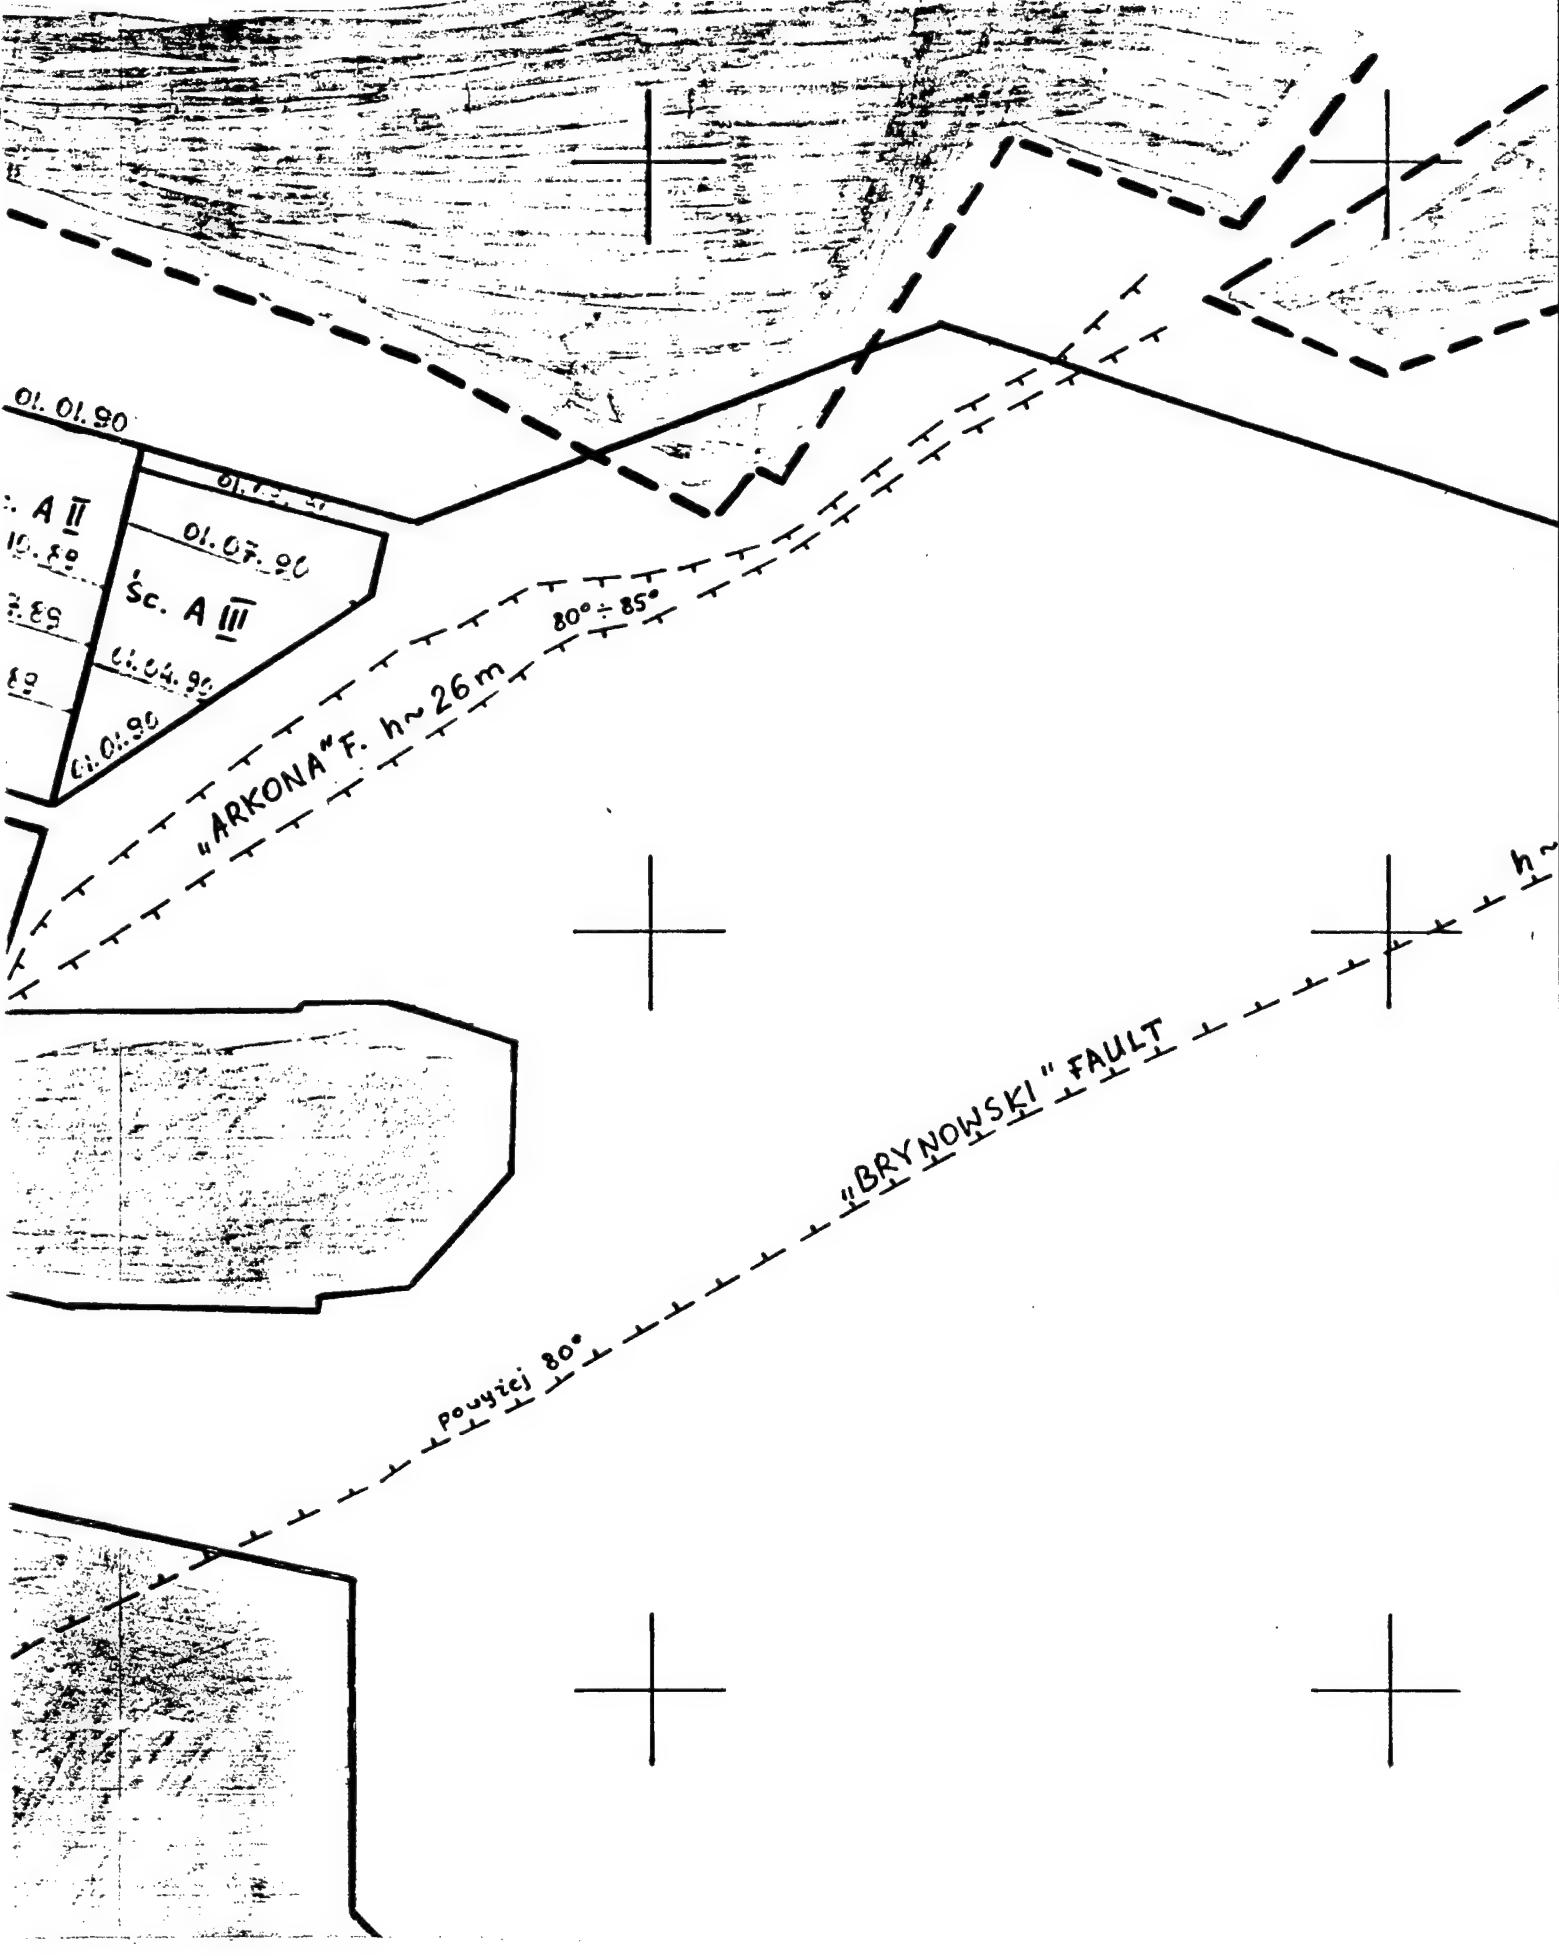 01.01.90
A II
01.07.90
Śc. A III
01.04.90
01.01.90
80° ÷ 85°
„ARKONA" F. h~26m
h~
„BRYNOWSKI" FAULT
powyżej 80°